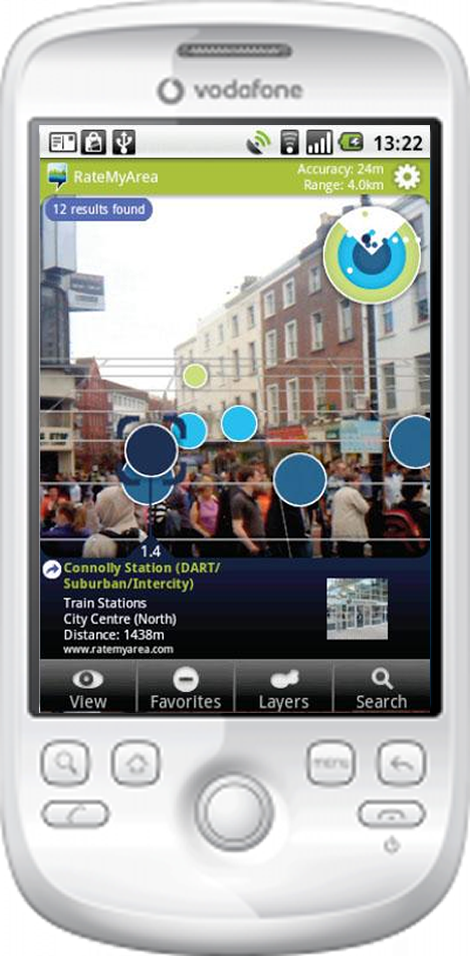 vodafone
13:22
RateMyArea
Accuracy: 24m
Range: 4.0km
12 results found
1.4
Connolly Station (DART/
Suburban/Intercity)
Train Stations
City Centre (North)
Distance: 1438m
www.ratemyarea.com
View
Favorites
Layers
Search
menu